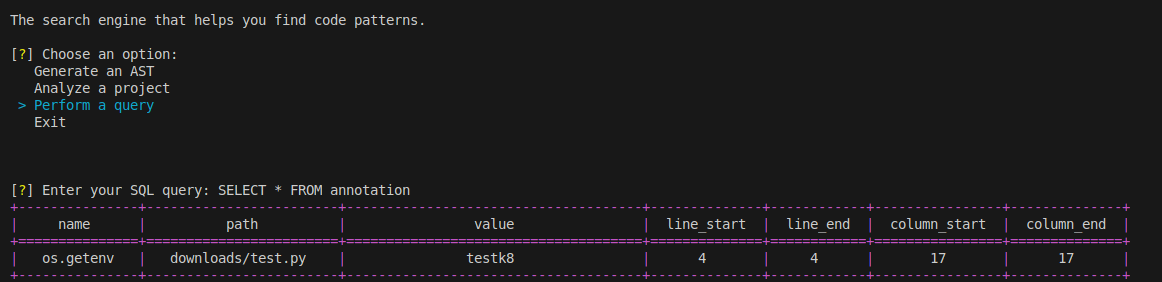 The search engine that helps you find code patterns.
[?] Choose an option:
Generate an AST
Analyze a project
> Perform a query
Exit
[?] Enter your SQL query: SELECT * FROM annotation
+---------------+------------------------+-------------------------------------+--------------+------------+----------------+--------------+
| name | path | value | line_start | line_end | column_start | column_end |
+===============+========================+=====================================+==============+============+================+==============+
| os.getenv | downloads/test.py | testk8 | 4 | 4 | 17 | 17 |
+---------------+------------------------+-------------------------------------+--------------+------------+----------------+--------------+